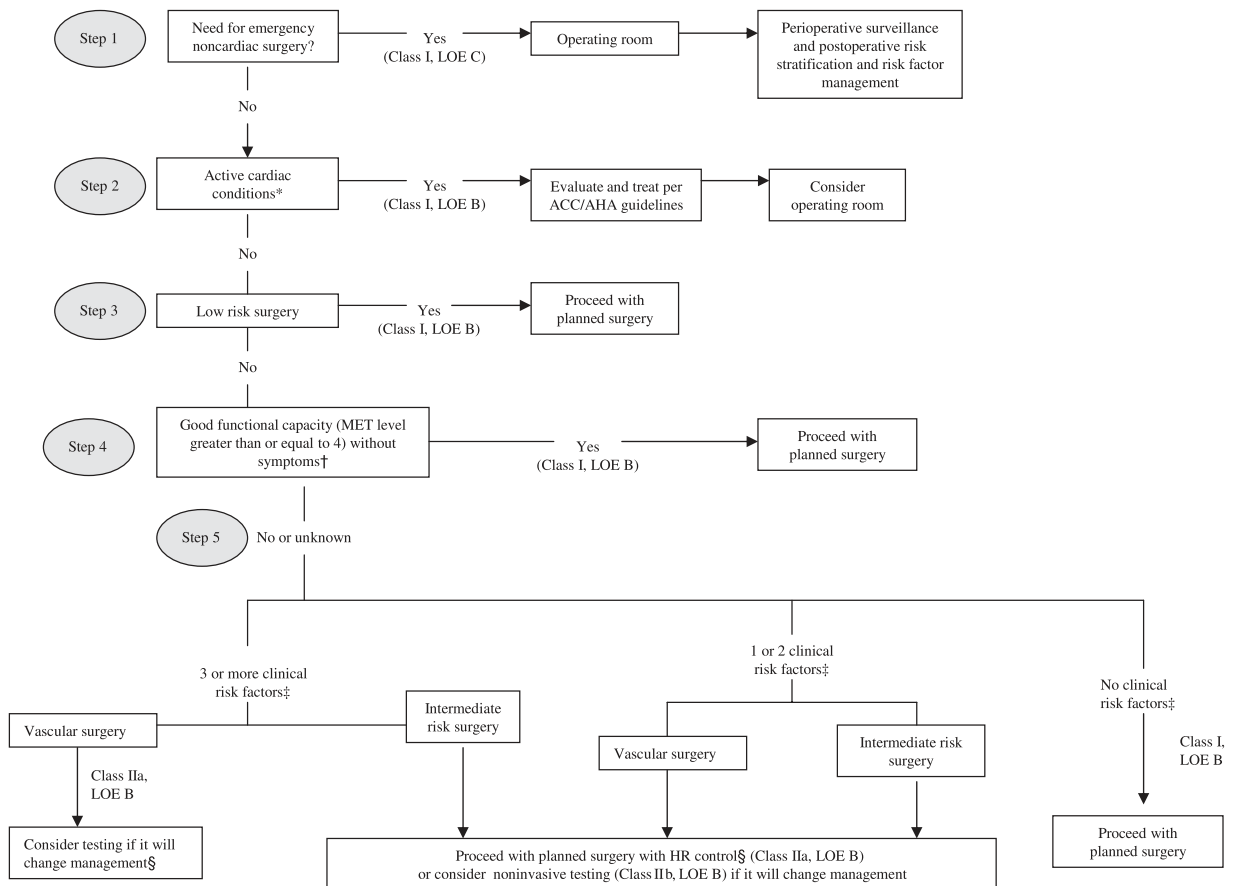 Step 1
Need for emergency
noncardiac surgery?
Yes
(Class I, LOE C)
Operating room
Perioperative surveillance
and postoperative risk
stratification and risk factor
management
No
Step 2
Active cardiac
conditions*
Yes
(Class I, LOE B)
Evaluate and treat per
ACC/AHA guidelines
Consider
operating room
No
Step 3
Low risk surgery
Yes
(Class I, LOE B)
Proceed with
planned surgery
No
Step 4
Good functional capacity (MET level
greater than or equal to 4) without
symptoms†
Yes
(Class I, LOE B)
Proceed with
planned surgery
Step 5
No or unknown
3 or more clinical
risk factors‡
1 or 2 clinical
risk factors‡
No clinical
risk factors‡
Vascular surgery
Intermediate
risk surgery
Vascular surgery
Intermediate risk
surgery
Class I,
LOE B
Class IIa,
LOE B
Consider testing if it will
change management§
Proceed with planned surgery with HR control§ (Class IIa, LOE B)
or consider noninvasive testing (Class IIb, LOE B) if it will change management
Proceed with
planned surgery